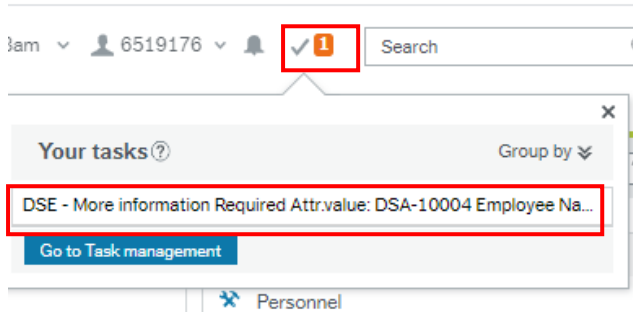 3am 6519176 1 Search
Your tasks ? Group by
DSE - More information Required Attr.value: DSA-10004 Employee Na...
Go to Task management
Personnel